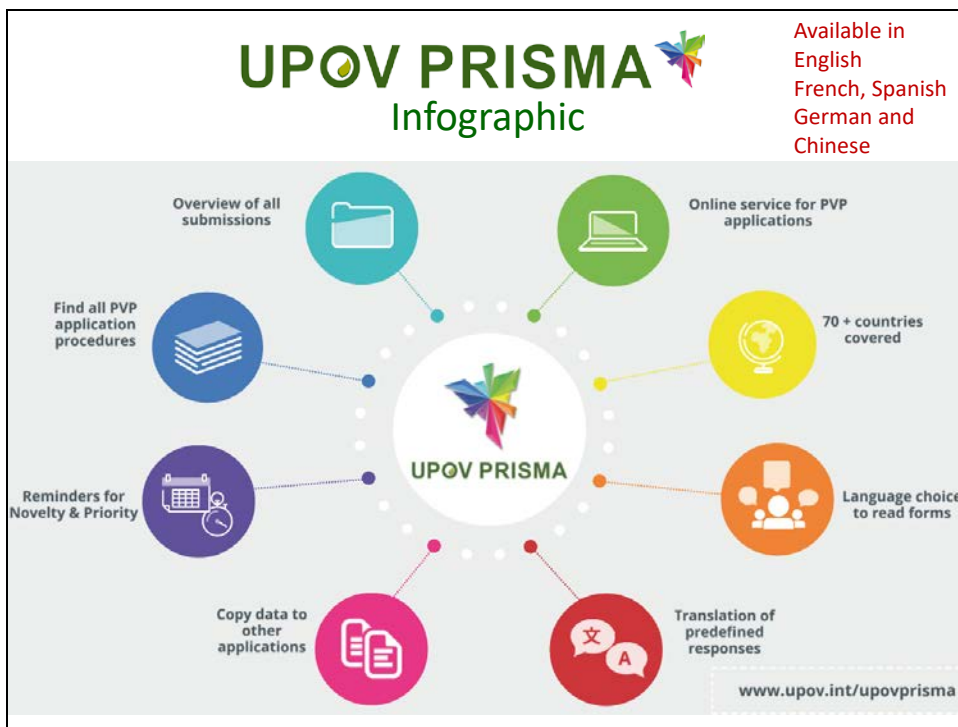 UPOV PRISMA
Infographic
Available in
English
French, Spanish
German and
Chinese
Overview of all
submissions
Online service for PVP
applications
Find all PVP
application
procedures
70 + countries
covered
UPOV PRISMA
Reminders for
Novelty & Priority
Language choice
to read forms
Copy data to
other
applications
Translation of
predefined
responses
文
A
www.upov.int/upovprisma